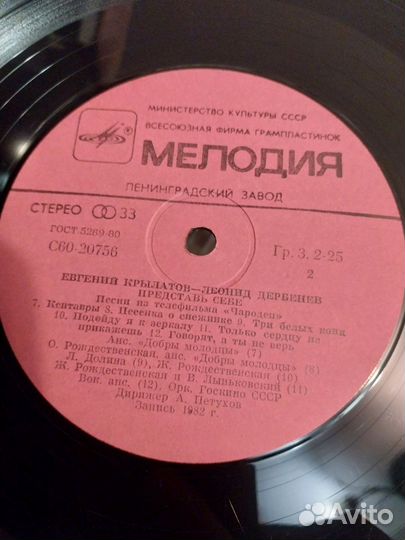 МИНИСТЕРСТВО КУЛЬТУРЫ СССР
ВСЕСОЮЗНАЯ ФИРМА ГРАМПЛАСТИНОК
МЕЛОДИЯ
ЛЕНИНГРАДСКИЙ ЗАВОД
СТЕРЕО 33
ГОСТ 5289-80
С60-20756
Гр. 3. 2-25
2
ЕВГЕНИЙ КРЫЛАТОВ—ЛЕОНИД ДЕРБЕНЕВ
ПРЕДСТАВЬ СЕБЕ
Песни из телефильма «Чародеи»
7. Кентавры 8. Песенка о снежинке 9. Три белых коня
10. Подойду я к зеркалу 11. Только сердцу не
прикажешь 12. Говорят, а ты не верь
Анс. «Добры молодцы» (7)
О. Рождественская, анс. «Добры молодцы» (8)
Л. Долина (9), Ж. Рождественская (10)
Ж. Рождественская и В. Лывьковский (11)
Вок. анс. (12). Орк. Госкино СССР
Дирижер А. Петухов
Запись 1982 г.
Avito